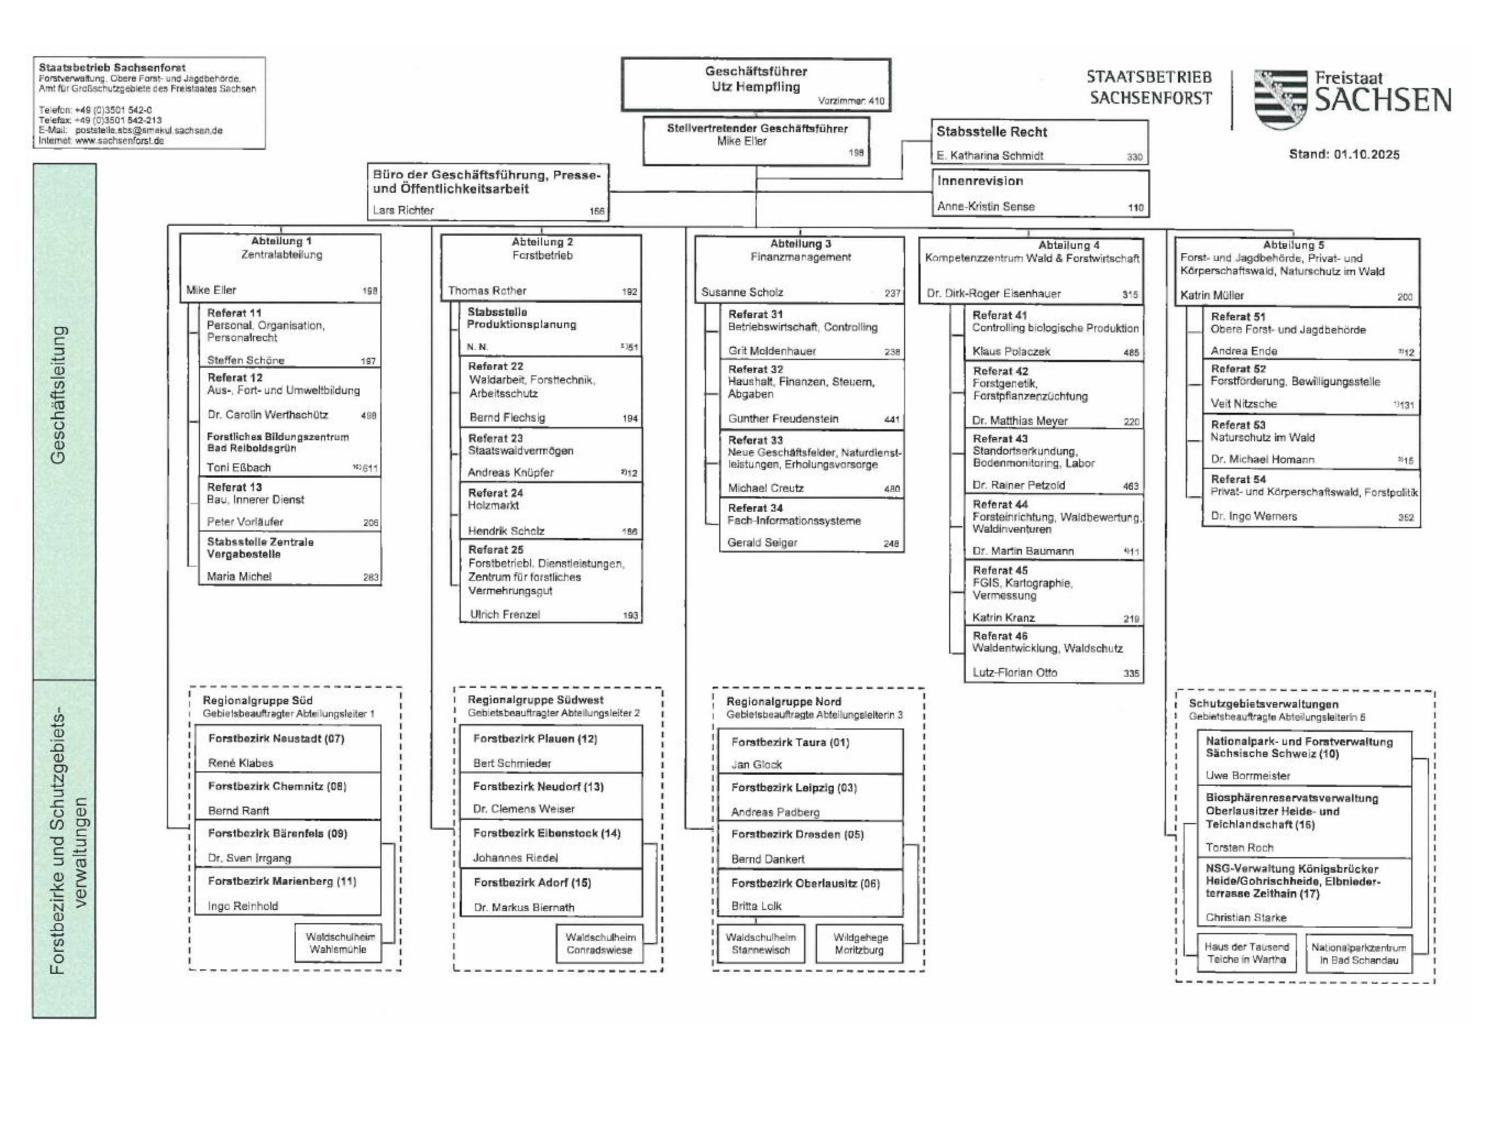 Staatsbetrieb Sachsenforst
Forstverwaltung, Obere Forst- und Jagdbehörde,
Amt für Großschutzgebiete des Freistaates Sachsen
Telefon: +49 (0)3501 542-0
Telefax: +49 (0)3501 542-213
E-Mail: poststelle.sbs@smekul.sachsen.de
Internet: www.sachsenforst.de
Geschäftsführer
Utz Hempfling
Vorzimmer: 410
Stellvertretender Geschäftsführer
Mike Eller
198
Stabsstelle Recht
E. Katharina Schmidt 330
Innenrevision
Anne-Kristin Sense 110
Büro der Geschäftsführung, Presse-
und Öffentlichkeitsarbeit
Lars Richter 166
STAATSBETRIEB
SACHSENFORST
Freistaat
SACHSEN
Stand: 01.10.2025
Geschäftsleitung
Abteilung 1
Zentralabteilung
Mike Eller 198
Referat 11
Personal, Organisation,
Personalrecht
Steffen Schöne 197
Referat 12
Aus-, Fort- und Umweltbildung
Dr. Carolin Werthschütz 498
Forstliches Bildungszentrum
Bad Reiboldsgrün
Toni Eßbach 611
Referat 13
Bau, Innerer Dienst
Peter Vorläufer 206
Stabsstelle Zentrale
Vergabestelle
Maria Michel 283
Abteilung 2
Forstbetrieb
Thomas Rother 192
Stabsstelle
Produktionsplanung
N. N. 51
Referat 22
Waldarbeit, Forsttechnik,
Arbeitsschutz
Bernd Flechsig 194
Referat 23
Staatswaldvermögen
Andreas Knüpfer 12
Referat 24
Holzmarkt
Hendrik Scholz 186
Referat 25
Forstbetriebl. Dienstleistungen,
Zentrum für forstliches
Vermehrungsgut
Ulrich Frenzel 193
Abteilung 3
Finanzmanagement
Susanne Scholz 237
Referat 31
Betriebswirtschaft, Controlling
Grit Moldenhauer 238
Referat 32
Haushalt, Finanzen, Steuern,
Abgaben
Gunther Freudenstein 441
Referat 33
Neue Geschäftsfelder, Naturdienst-
leistungen, Erholungsvorsorge
Michael Creutz 480
Referat 34
Fach-Informationssysteme
Gerald Seiger 248
Abteilung 4
Kompetenzzentrum Wald & Forstwirtschaft
Dr. Dirk-Roger Eisenhauer 315
Referat 41
Controlling biologische Produktion
Klaus Polaczek 485
Referat 42
Forstgenetik,
Forstpflanzenzüchtung
Dr. Matthias Meyer 220
Referat 43
Standortserkundung,
Bodenmonitoring, Labor
Dr. Rainer Petzold 463
Referat 44
Forsteinrichtung, Waldbewertung,
Waldinventuren
Dr. Martin Baumann 11
Referat 45
FGIS, Kartographie,
Vermessung
Katrin Kranz 219
Referat 46
Waldentwicklung, Waldschutz
Lutz-Florian Otto 335
Abteilung 5
Forst- und Jagdbehörde, Privat- und
Körperschaftswald, Naturschutz im Wald
Katrin Müller 200
Referat 51
Obere Forst- und Jagdbehörde
Andrea Ende 12
Referat 52
Forstförderung, Bewilligungsstelle
Veit Nitzsche 131
Referat 53
Naturschutz im Wald
Dr. Michael Homann 15
Referat 54
Privat- und Körperschaftswald, Forstpolitik
Dr. Ingo Werners 352
Forstbezirke und Schutzgebiets-
verwaltungen
Regionalgruppe Süd
Gebietsbeauftragter Abteilungsleiter 1
Forstbezirk Neustadt (07)
René Klabes
Forstbezirk Chemnitz (08)
Bernd Ranft
Forstbezirk Bärenfels (09)
Dr. Sven Irrgang
Forstbezirk Marienberg (11)
Ingo Reinhold
Waldschulheim
Wahlsmühle
Regionalgruppe Südwest
Gebietsbeauftragter Abteilungsleiter 2
Forstbezirk Plauen (12)
Bert Schmieder
Forstbezirk Neudorf (13)
Dr. Clemens Weiser
Forstbezirk Eibenstock (14)
Johannes Riedel
Forstbezirk Adorf (15)
Dr. Markus Biernath
Waldschulheim
Conradswiese
Regionalgruppe Nord
Gebietsbeauftragte Abteilungsleiterin 3
Forstbezirk Taura (01)
Jan Glock
Forstbezirk Leipzig (03)
Andreas Padberg
Forstbezirk Dresden (05)
Bernd Dankert
Forstbezirk Oberlausitz (06)
Britta Lolk
Waldschulheim
Stannewisch
Wildgehege
Moritzburg
Schutzgebietsverwaltungen
Gebietsbeauftragte Abteilungsleiterin 5
Nationalpark- und Forstverwaltung
Sächsische Schweiz (10)
Uwe Borrmeister
Biosphärenreservatsverwaltung
Oberlausitzer Heide- und
Teichlandschaft (16)
Torsten Roch
NSG-Verwaltung Königsbrücker
Heide/Gohrischheide, Elbnieder-
terrasse Zeithain (17)
Christian Starke
Haus der Tausend
Teiche in Wartha
Nationalparkzentrum
in Bad Schandau